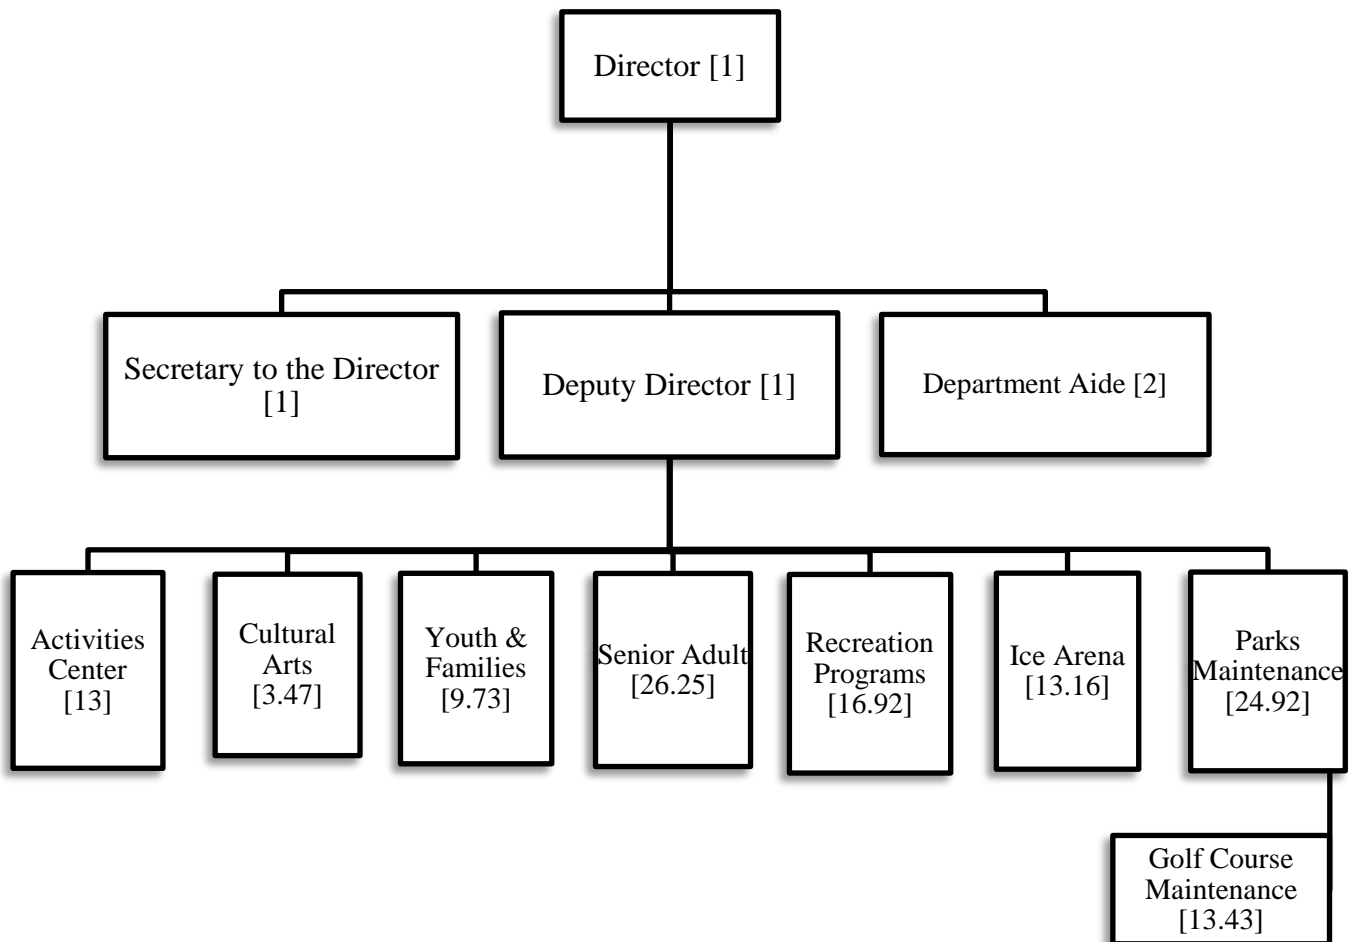 Director [1]
Secretary to the Director
[1]
Deputy Director [1]
Department Aide [2]
Activities
Center
[13]
Cultural
Arts
[3.47]
Youth &
Families
[9.73]
Senior Adult
[26.25]
Recreation
Programs
[16.92]
Ice Arena
[13.16]
Parks
Maintenance
[24.92]
Golf Course
Maintenance
[13.43]